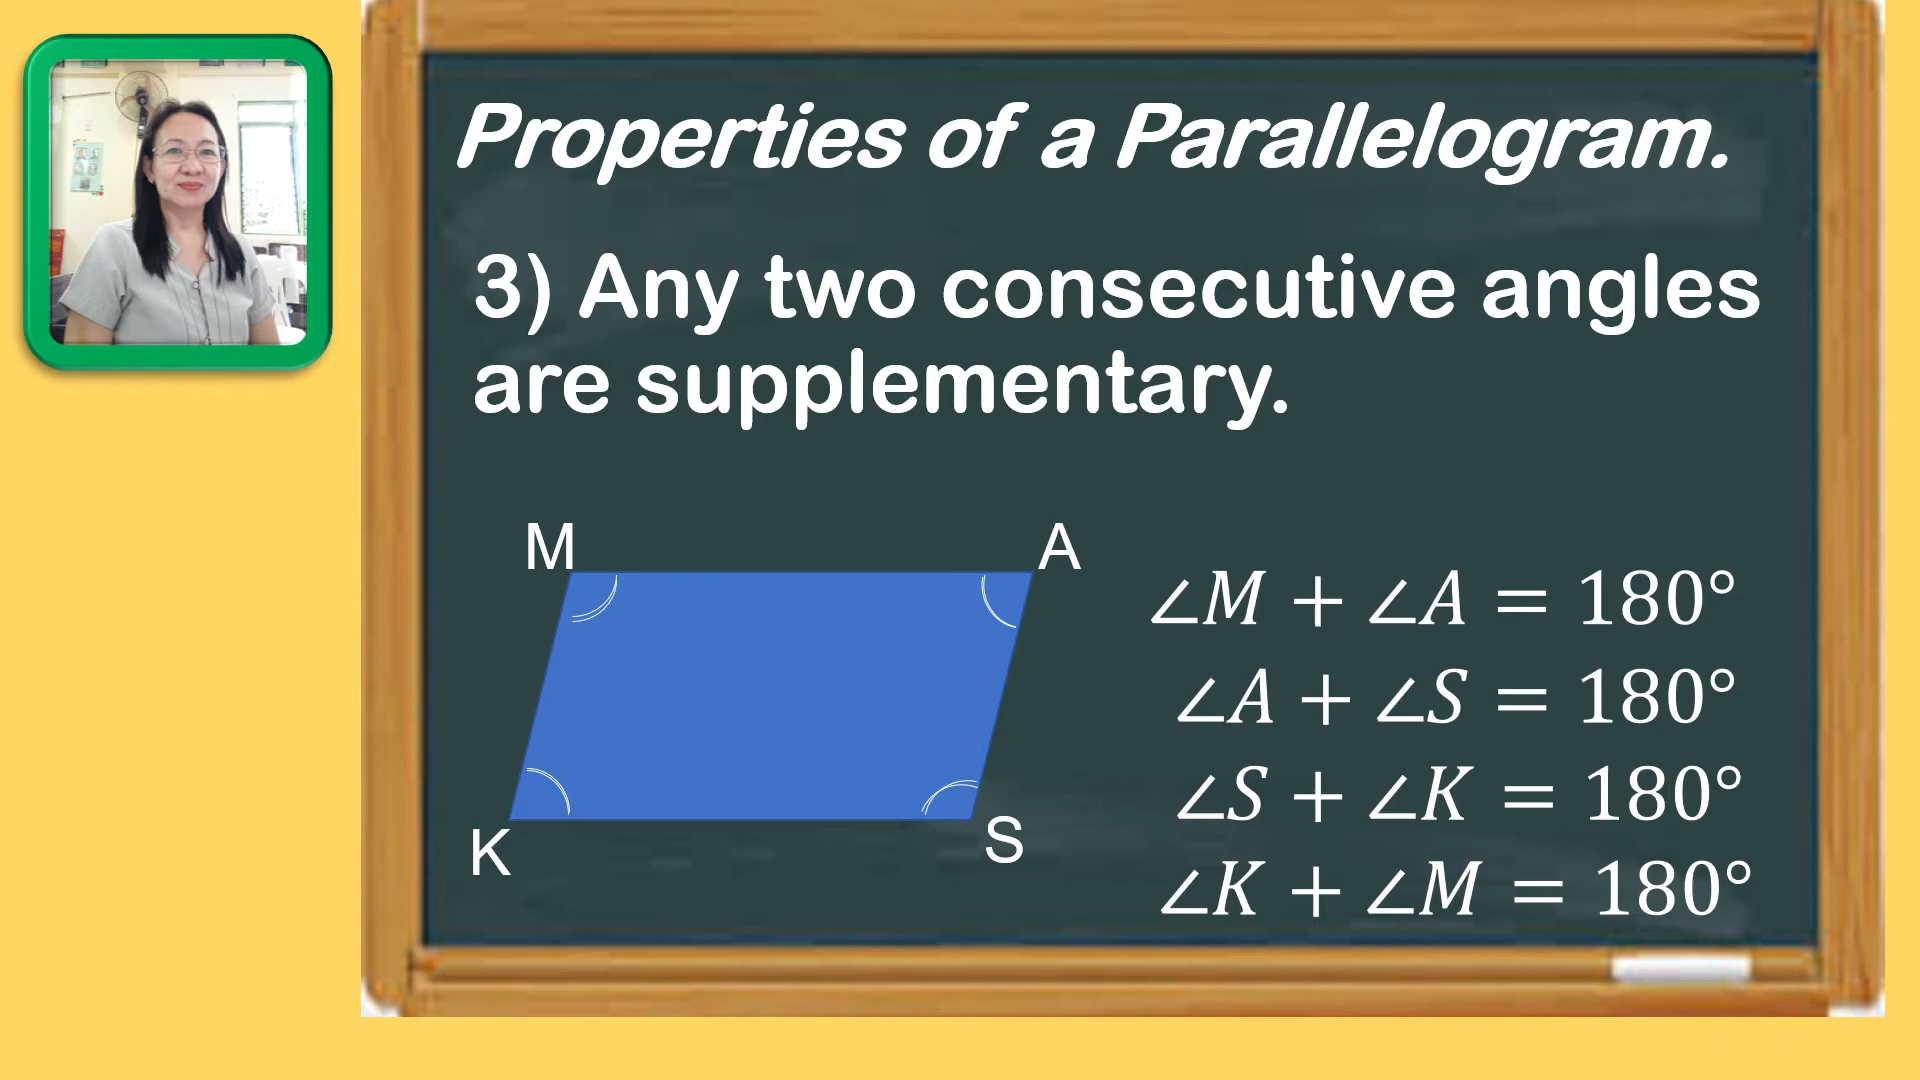 Properties of a Parallelogram.
3) Any two consecutive angles
are supplementary.
M
A
K
S
∠M + ∠A = 180°
∠A + ∠S = 180°
∠S + ∠K = 180°
∠K + ∠M = 180°